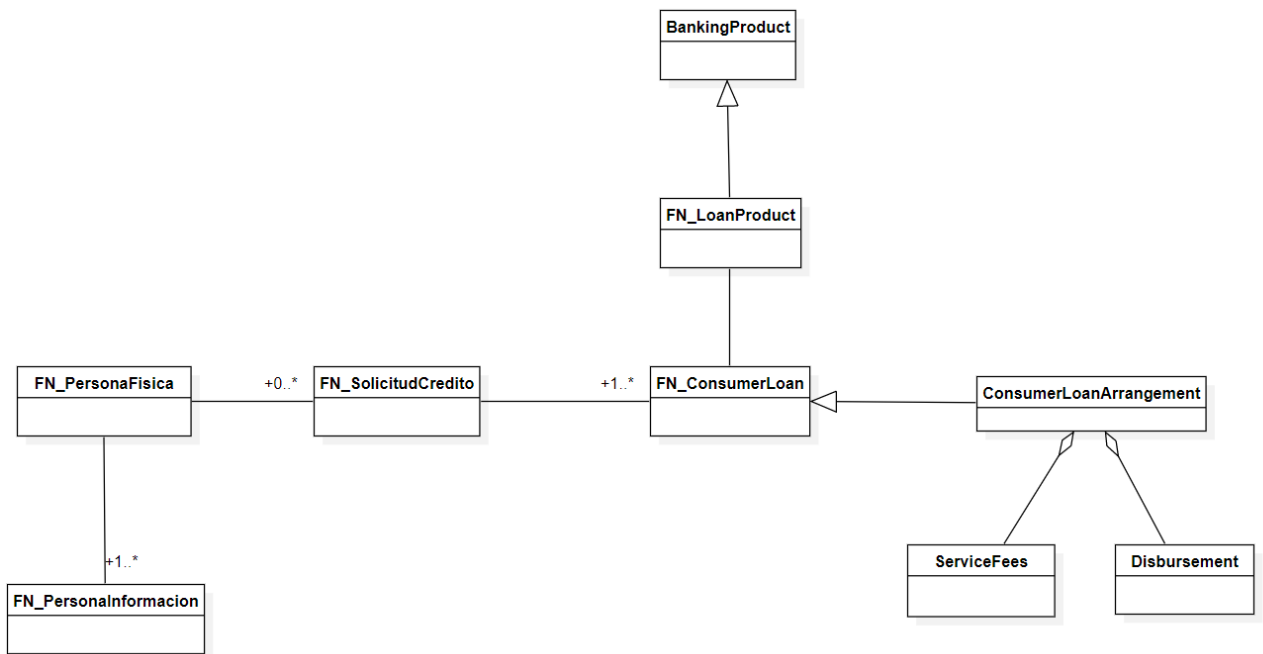 BankingProduct
FN_LoanProduct
FN_PersonaFisica
+0..*
FN_SolicitudCredito
+1..*
FN_ConsumerLoan
ConsumerLoanArrangement
+1..*
ServiceFees
Disbursement
FN_PersonaInformacion